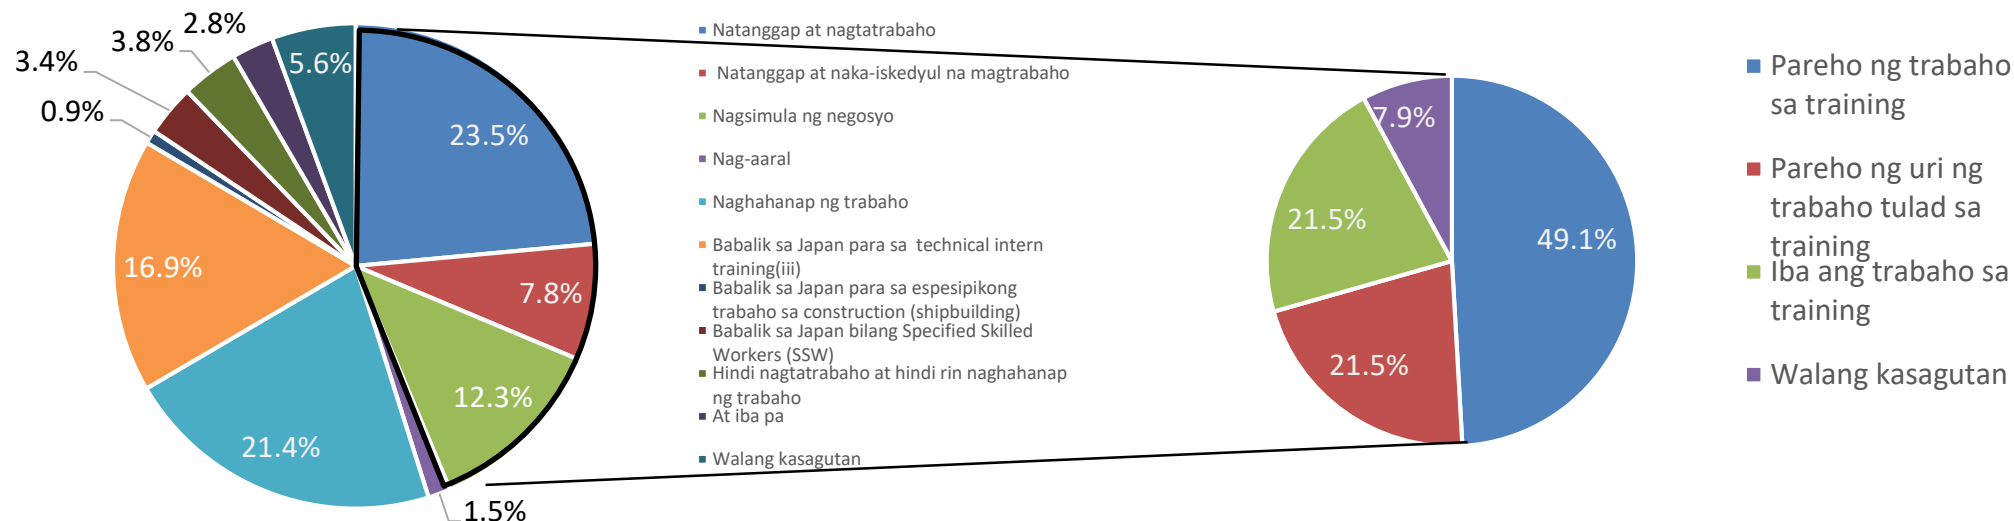 2.8%
3.8%
3.4%
0.9%
5.6%
23.5%
7.8%
12.3%
1.5%
21.4%
16.9%
Natanggap at nagtatrabaho
Natanggap at naka-iskedyul na magtrabaho
Nagsimula ng negosyo
Nag-aaral
Naghahanap ng trabaho
Babalik sa Japan para sa technical intern
training(iii)
Babalik sa Japan para sa espesipikong
trabaho sa construction (shipbuilding)
Babalik sa Japan bilang Specified Skilled
Workers (SSW)
Hindi nagtatrabaho at hindi rin naghahanap
ng trabaho
At iba pa
Walang kasagutan
7.9%
49.1%
21.5%
21.5%
Pareho ng trabaho
sa training
Pareho ng uri ng
trabaho tulad sa
training
Iba ang trabaho sa
training
Walang kasagutan